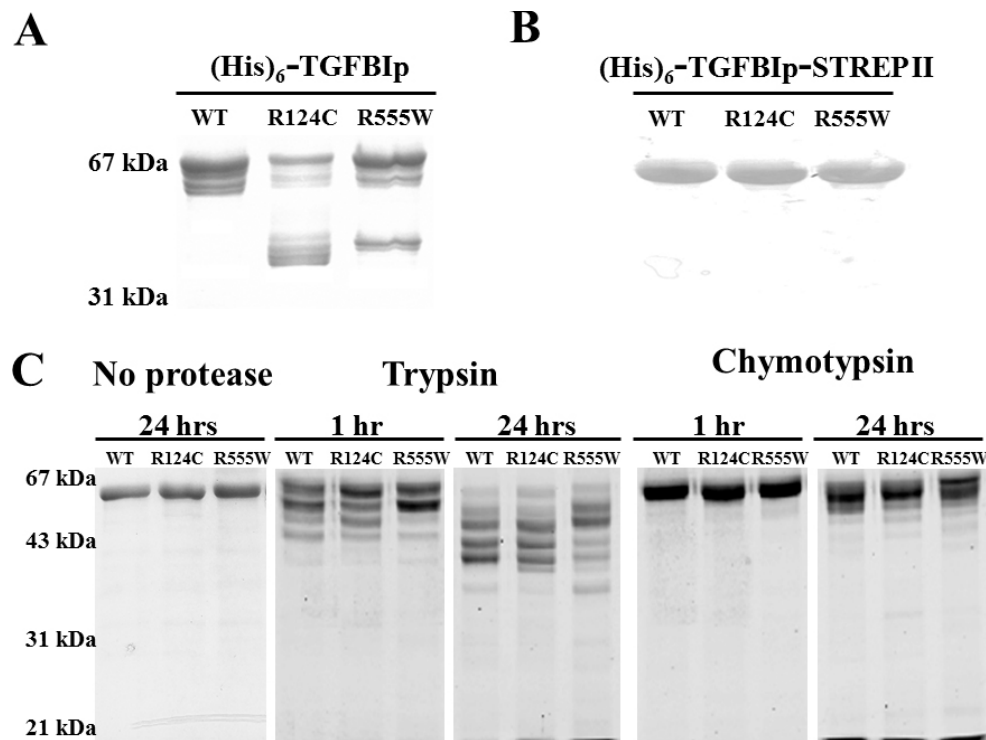 A
B
(His)6-TGFBIp
(His)6-TGFBIp-STREPII
WT R124C R555W
WT R124C R555W
67 kDa
31 kDa
C
No protease Trypsin Chymotypsin
24 hrs 1 hr 24 hrs 1 hr 24 hrs
WT R124C R555W WT R124C R555W WT R124C R555W WT R124C R555W WT R124C R555W
67 kDa
43 kDa
31 kDa
21 kDa